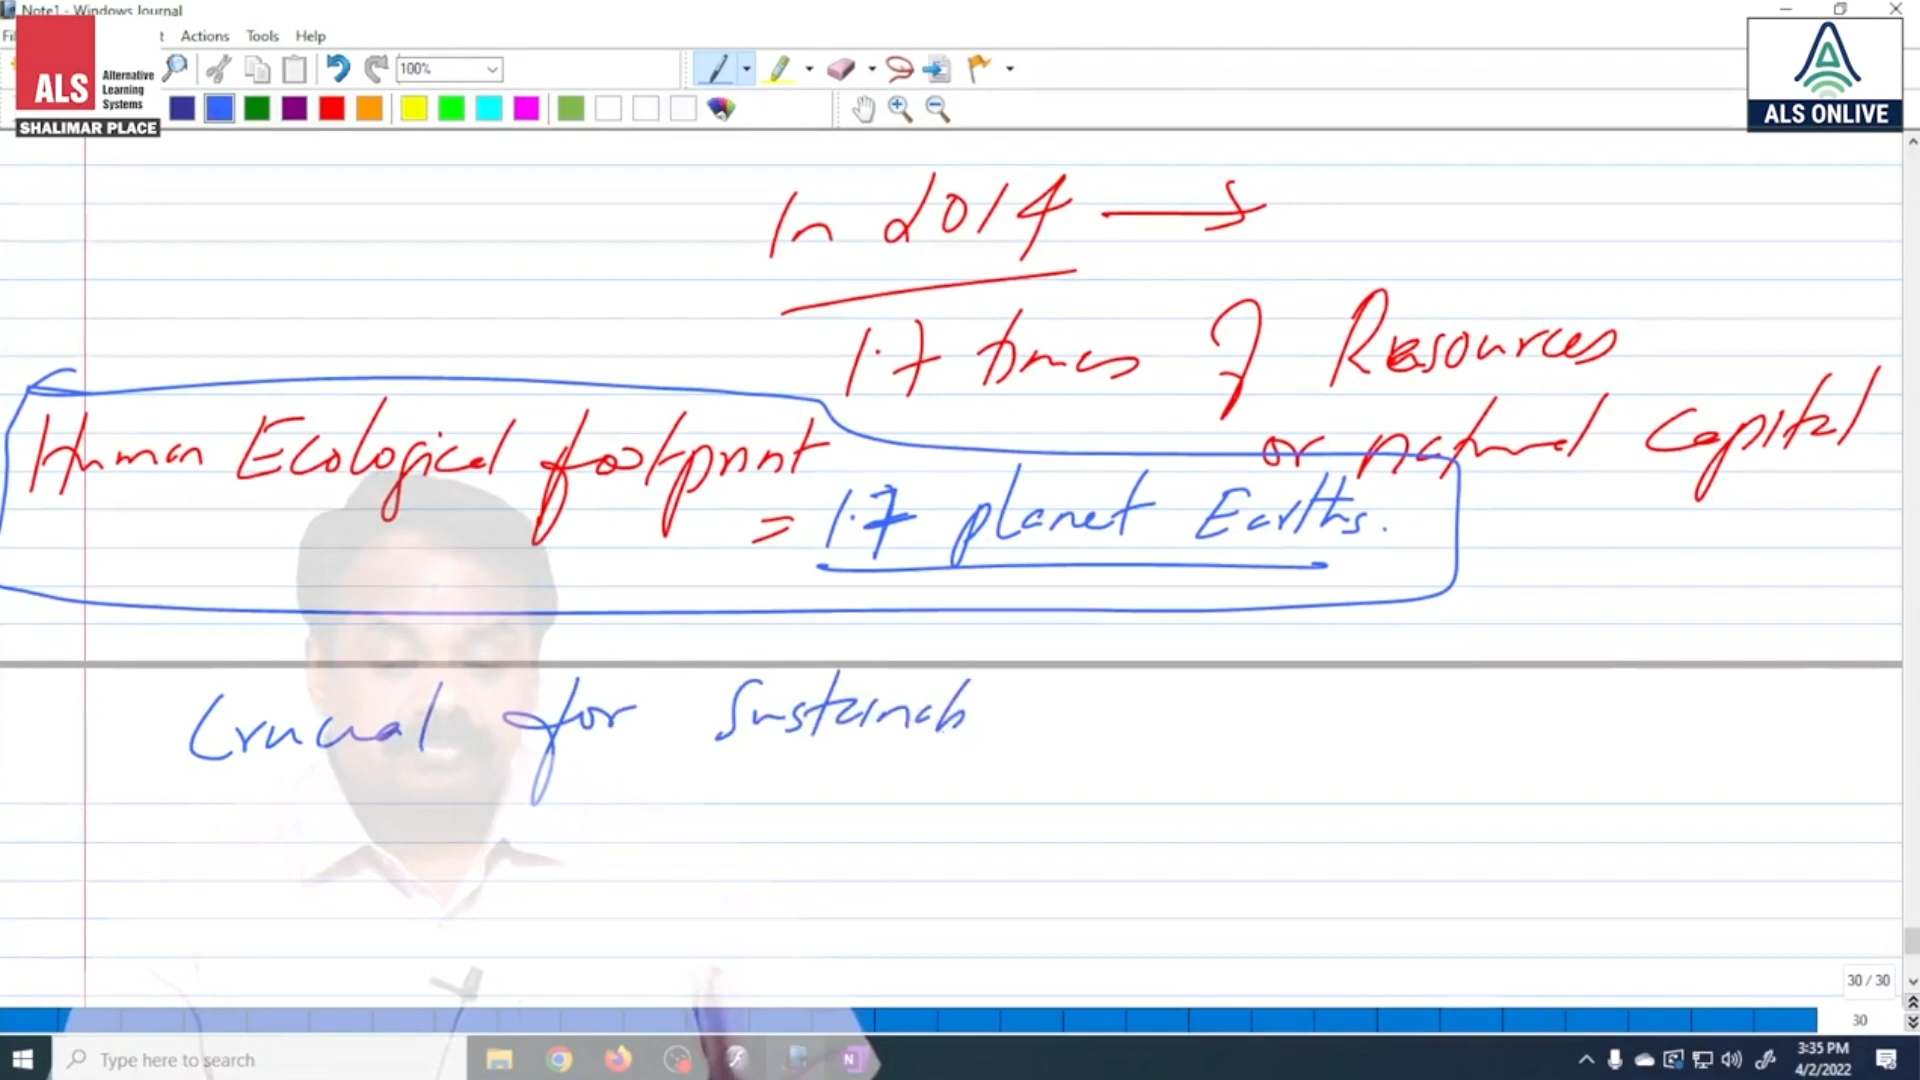 Note1 - Windows Journal
Actions Tools Help
ALS
Alternative
Learning
Systems
SHALIMAR PLACE
100%
ALS ONLIVE
In 2014 →
1.7 times of Resources
or natural capital
Human Ecological footprint
= 1.7 planet Earths.
Crucial for Sustainab
30 / 30
30
Type here to search
3:35 PM
4/2/2022